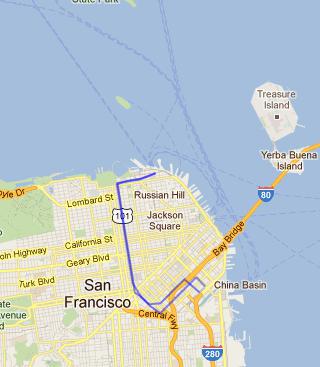 State Park
Treasure
Island
Yerba Buena
Island
80
Lombard St
Russian Hill
101
Jackson
Square
Bay Bridge
California St
Geary Blvd
Turk Blvd
San
Francisco
China Basin
Central Fwy
280